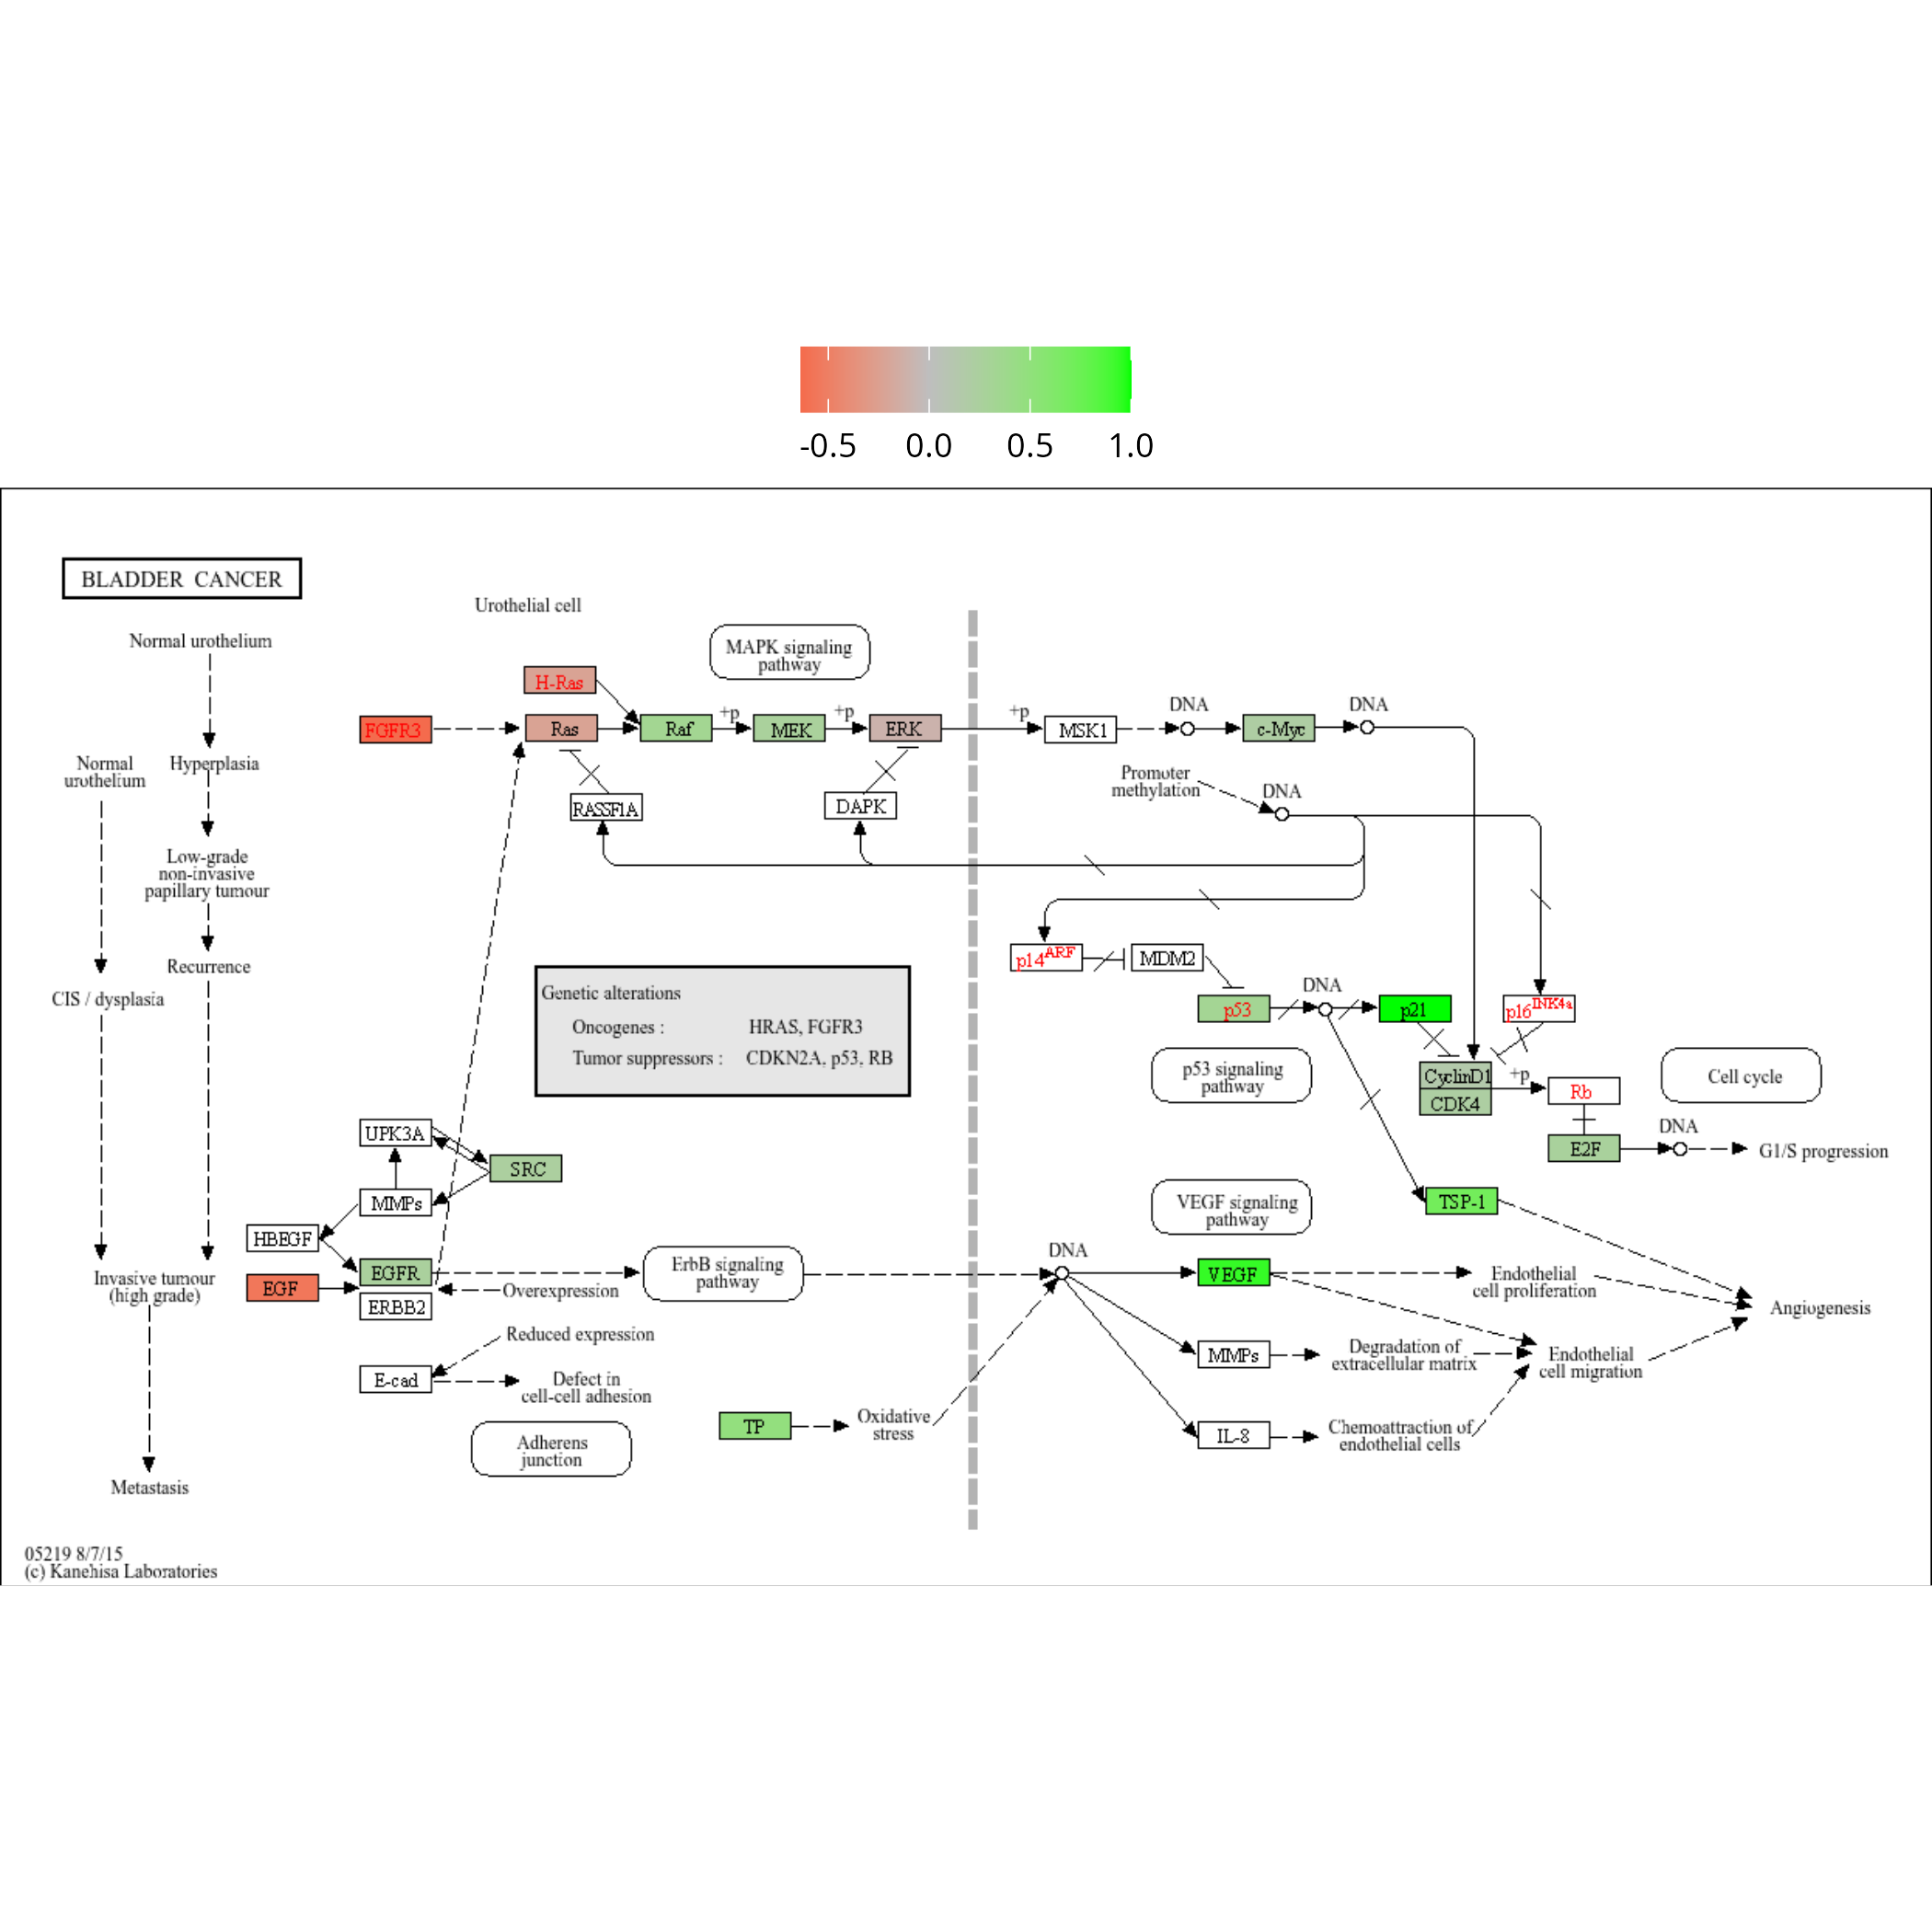 -0.5 0.0 0.5 1.0
BLADDER CANCER
Urothelial cell
Normal urothelium
MAPK signaling
pathway
H-Ras
FGFR3
Ras
Raf
+p
MEK
+p
ERK
+p
MSK1
DNA
c-Myc
DNA
Normal
urothelium
Hyperplasia
Promoter
methylation
DNA
RASSF1A
DAPK
Low-grade
non-invasive
papillary tumour
Recurrence
CIS / dysplasia
p14ARF
MDM2
p53
DNA
p21
p16INK4a
Genetic alterations
Oncogenes : HRAS, FGFR3
Tumor suppressors : CDKN2A, p53, RB
p53 signaling
pathway
CyclinD1
CDK4
+p
Rb
Cell cycle
E2F
DNA
G1/S progression
UPK3A
SRC
MMPs
HBEGF
TSP-1
VEGF signaling
pathway
EGFR
EGF
ERBB2
Overexpression
ErbB signaling
pathway
DNA
VEGF
Endothelial
cell proliferation
Angiogenesis
Invasive tumour
(high grade)
Reduced expression
E-cad
Defect in
cell-cell adhesion
MMPs
Degradation of
extracellular matrix
Endothelial
cell migration
TP
Oxidative
stress
IL-8
Chemoattraction of
endothelial cells
Adherens
junction
Metastasis
05219 8/7/15
(c) Kanehisa Laboratories